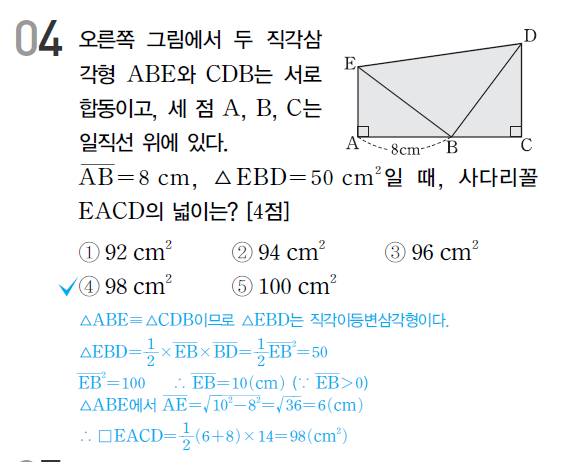 04 오른쪽 그림에서 두 직각삼
각형 ABE와 CDB는 서로
합동이고, 세 점 A, B, C는
일직선 위에 있다.
D
E
A
8cm
B
C
AB=8 cm, △EBD=50 cm²일 때, 사다리꼴
EACD의 넓이는? [4점]
① 92 cm² ② 94 cm² ③ 96 cm²
④ 98 cm² ⑤ 100 cm²
△ABE≡△CDB이므로 △EBD는 직각이등변삼각형이다.
△EBD=1/2×EB×BD=1/2EB²=50
EB²=100 ∴ EB=10(cm) (∵ EB>0)
△ABE에서 AE=√10²-8²=√36=6(cm)
∴ □EACD=1/2(6+8)×14=98(cm²)